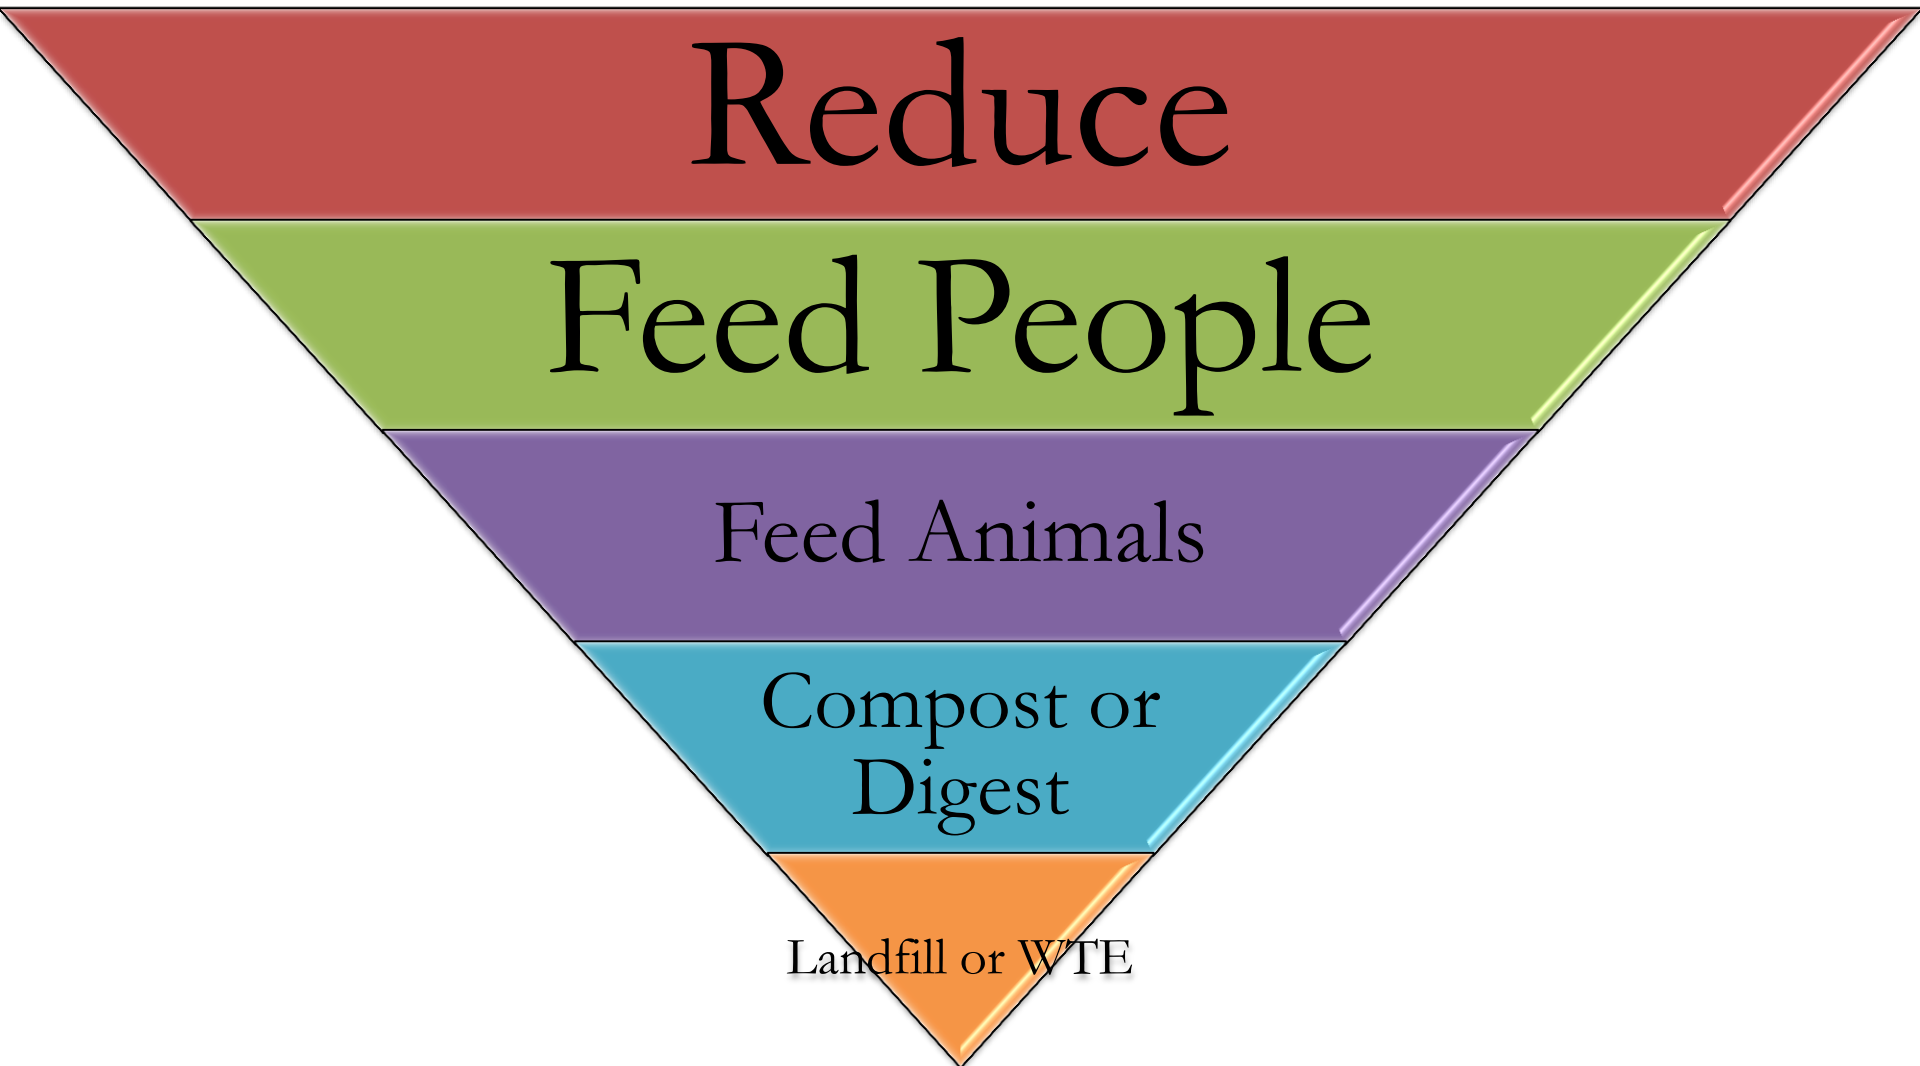 Reduce
Feed People
Feed Animals
Compost or
Digest
Landfill or WTE